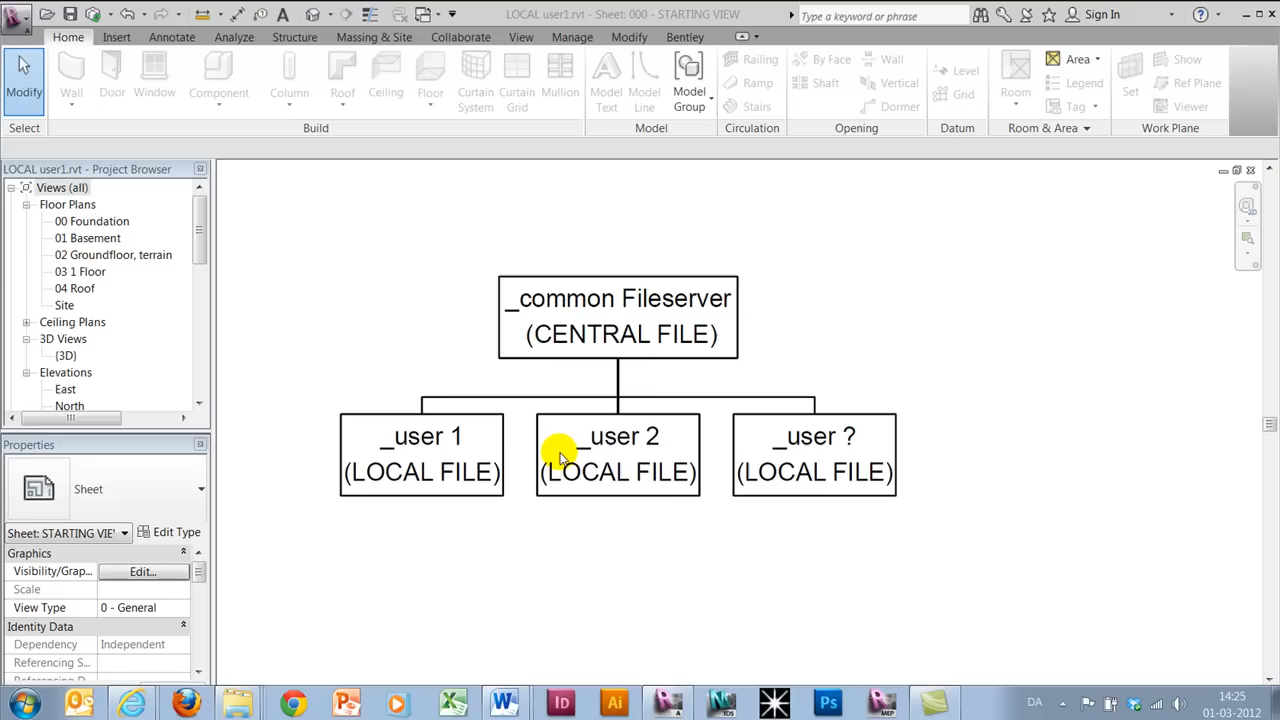 LOCAL user1.rvt - Sheet: 000 - STARTING VIEW
Type a keyword or phrase
Sign In
Home Insert Annotate Analyze Structure Massing & Site Collaborate View Manage Modify Bentley
Modify
Wall Door Window Component Column Ceiling Floor Curtain System Curtain Grid Mullion
Model Text Model Line Model Group
Railing Ramp Stairs
By Face Shaft Wall Vertical Dormer
Level Grid
Room Area Legend Tag
Set Show Ref Plane Viewer
Select Build Model Circulation Opening Datum Room & Area Work Plane
LOCAL user1.rvt - Project Browser
Views (all)
Floor Plans
00 Foundation
01 Basement
02 Groundfloor, terrain
03 1 Floor
04 Roof
Site
Ceiling Plans
3D Views
{3D}
Elevations
East
North
Properties
Sheet
Sheet: STARTING VIE
Edit Type
Graphics
Visibility/Grap... Edit...
Scale
View Type 0 - General
Identity Data
Dependency Independent
Referencing S...
_common Fileserver
(CENTRAL FILE)
_user 1
(LOCAL FILE)
_user 2
(LOCAL FILE)
_user ?
(LOCAL FILE)
DA
14:25
01-03-2012